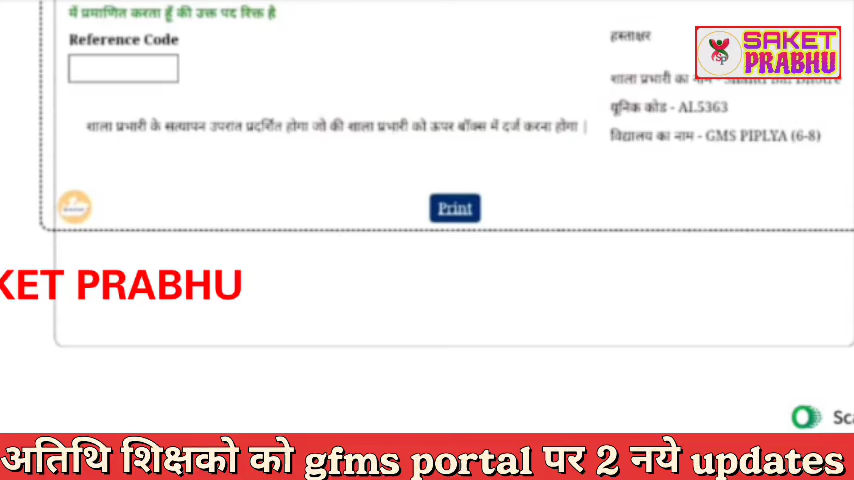 में प्रमाणित करता हूँ की उक्त पद रिक्त है
Reference Code
हस्ताक्षर
SAKET
PRABHU
शाला प्रभारी का नाम -
यूनिक कोड - AL5363
शाला प्रभारी के सत्यापन उपरात प्रदर्शित होगा जो की शाला प्रभारी को ऊपर बॉक्स में दर्ज करना होगा |
विद्यालय का नाम - GMS PIPLYA (6-8)
Print
KET PRABHU
Sca
अतिथि शिक्षको को gfms portal पर 2 नये updates